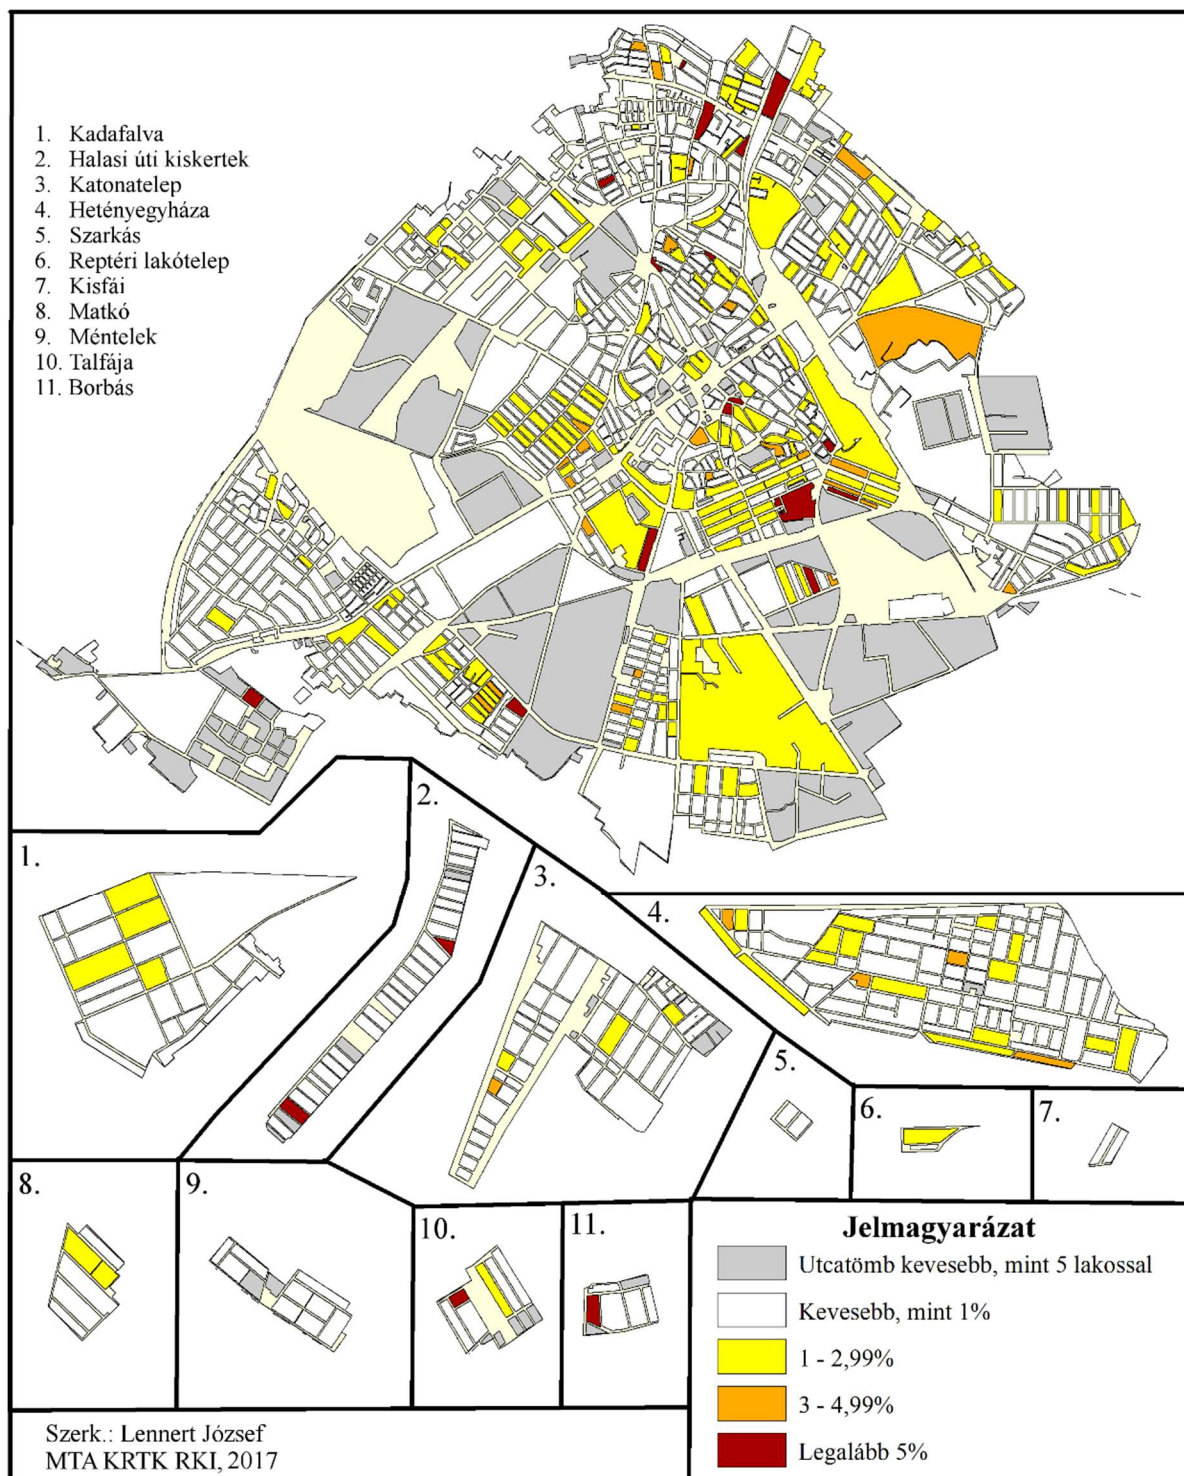 1. Kadafalva
2. Halasi úti kiskertek
3. Katonatelep
4. Hetényegyháza
5. Szarkás
6. Reptéri lakótelep
7. Kisfái
8. Matkó
9. Méntelek
10. Talfája
11. Borbás
1.
2.
3.
4.
5.
6.
7.
8.
9.
10.
11.
Jelmagyarázat
Utcatömb kevesebb, mint 5 lakossal
Kevesebb, mint 1%
1 - 2,99%
3 - 4,99%
Legalább 5%
Szerk.: Lennert József
MTA KRTK RKI, 2017